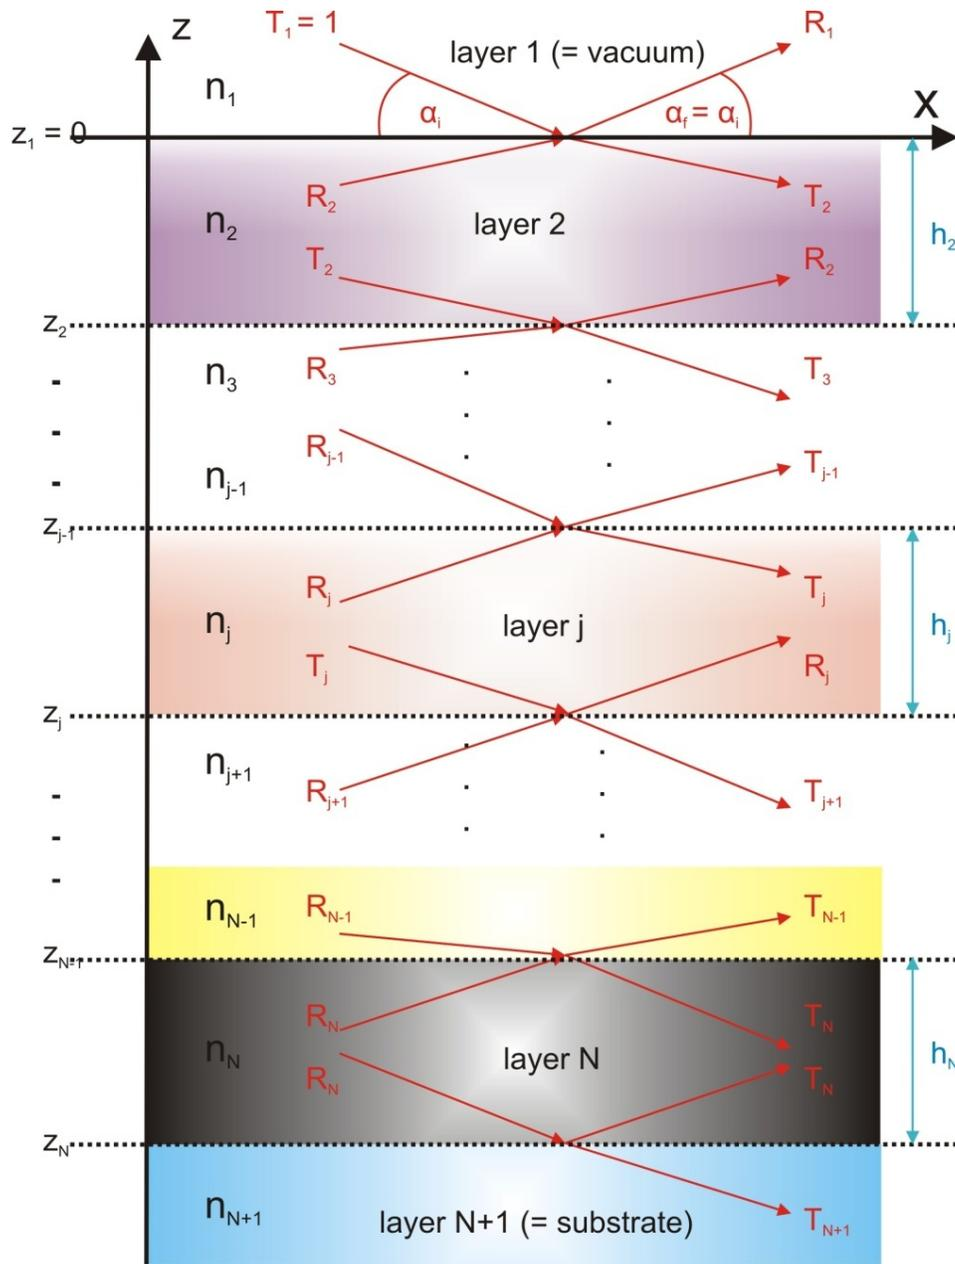 z
T₁ = 1
R₁
layer 1 (= vacuum)
n₁
αᵢ
α_f = αᵢ
x
z₁ = 0
R₂
T₂
n₂
layer 2
h₂
T₂
R₂
z₂
n₃
R₃
T₃
R_{j-1}
T_{j-1}
n_{j-1}
z_{j-1}
R_j
T_j
n_j
layer j
h_j
T_j
R_j
z_j
n_{j+1}
R_{j+1}
T_{j+1}
n_{N-1}
R_{N-1}
T_{N-1}
z_{N-1}
R_N
T_N
n_N
layer N
h_N
R_N
T_N
z_N
n_{N+1}
layer N+1 (= substrate)
T_{N+1}